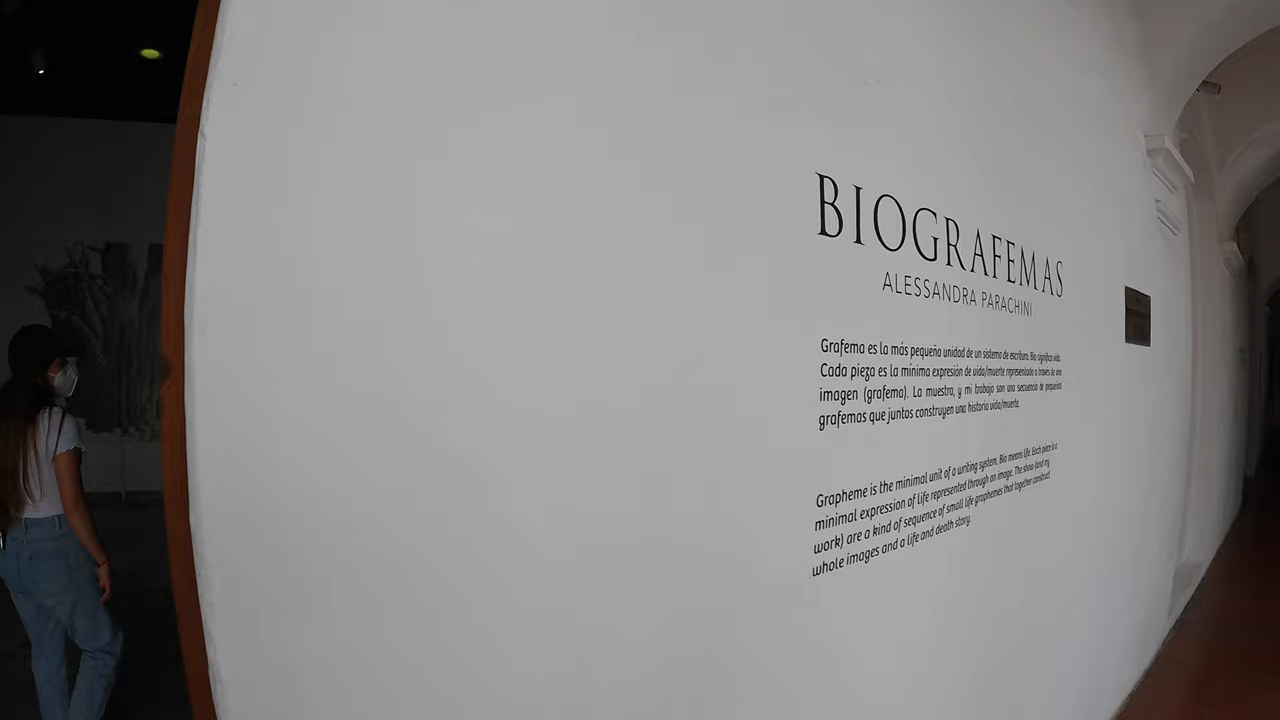 BIOGRAFEMAS
ALESSANDRA PARACHINI
Grafema es la más pequeña unidad de un sistema de escritura. Bio significa vida.
Cada pieza es la mínima expresión de vida/muerte representada a través de una
imagen (grafema). La muestra, y mi trabajo son una secuencia de pequeñas
grafemas que juntos construyen una historia vida/muerte.
Grapheme is the minimal unit of a writing system. Bio means life. Each piece is a
minimal expression of life represented through an image. The show (and my
work) are a kind of sequence of small life graphemes that together construct
whole images and a life and death story.